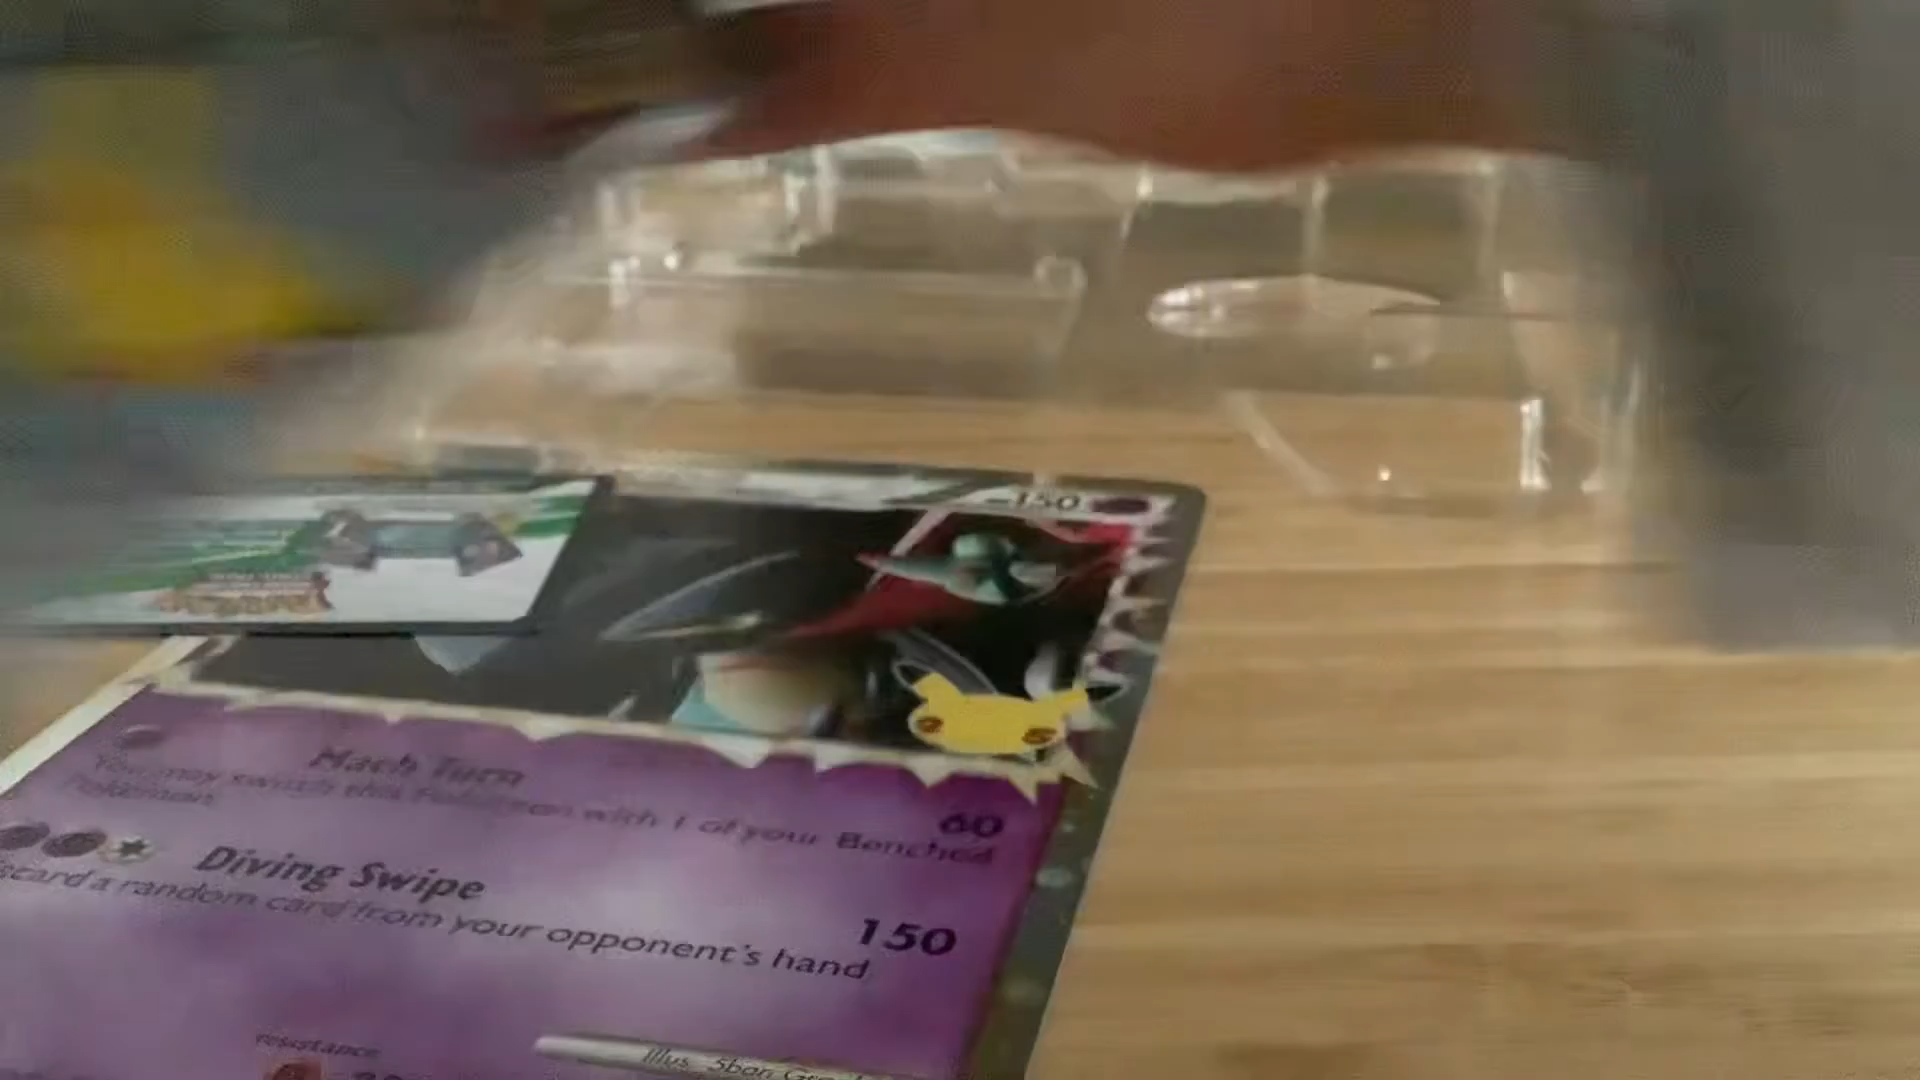 150
Mach Turn
60
You may switch this Pokémon with 1 of your Benched
Pokémon
Diving Swipe
150
a random card from your opponent's hand
resistance
Illus. 5ban